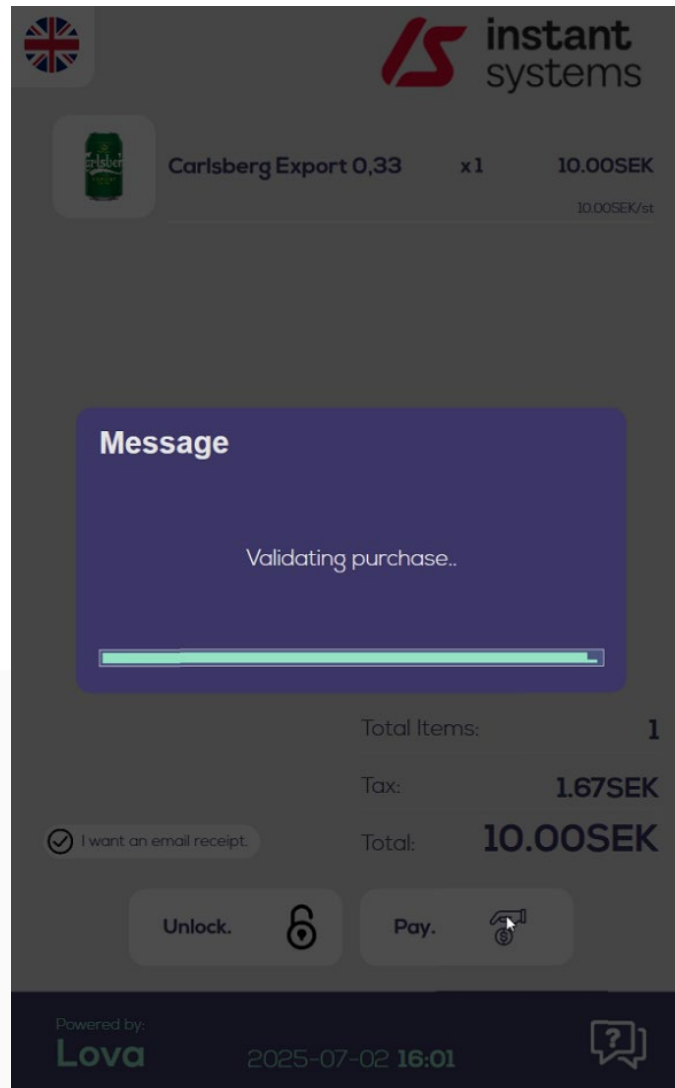 instant
systems
Carlsberg Export 0,33 x1 10.00SEK
10.00SEK/st
Message
Validating purchase..
Total Items: 1
Tax: 1.67SEK
I want an email receipt.
Total: 10.00SEK
Unlock.
Pay.
Powered by:
Lova
2025-07-02 16:01